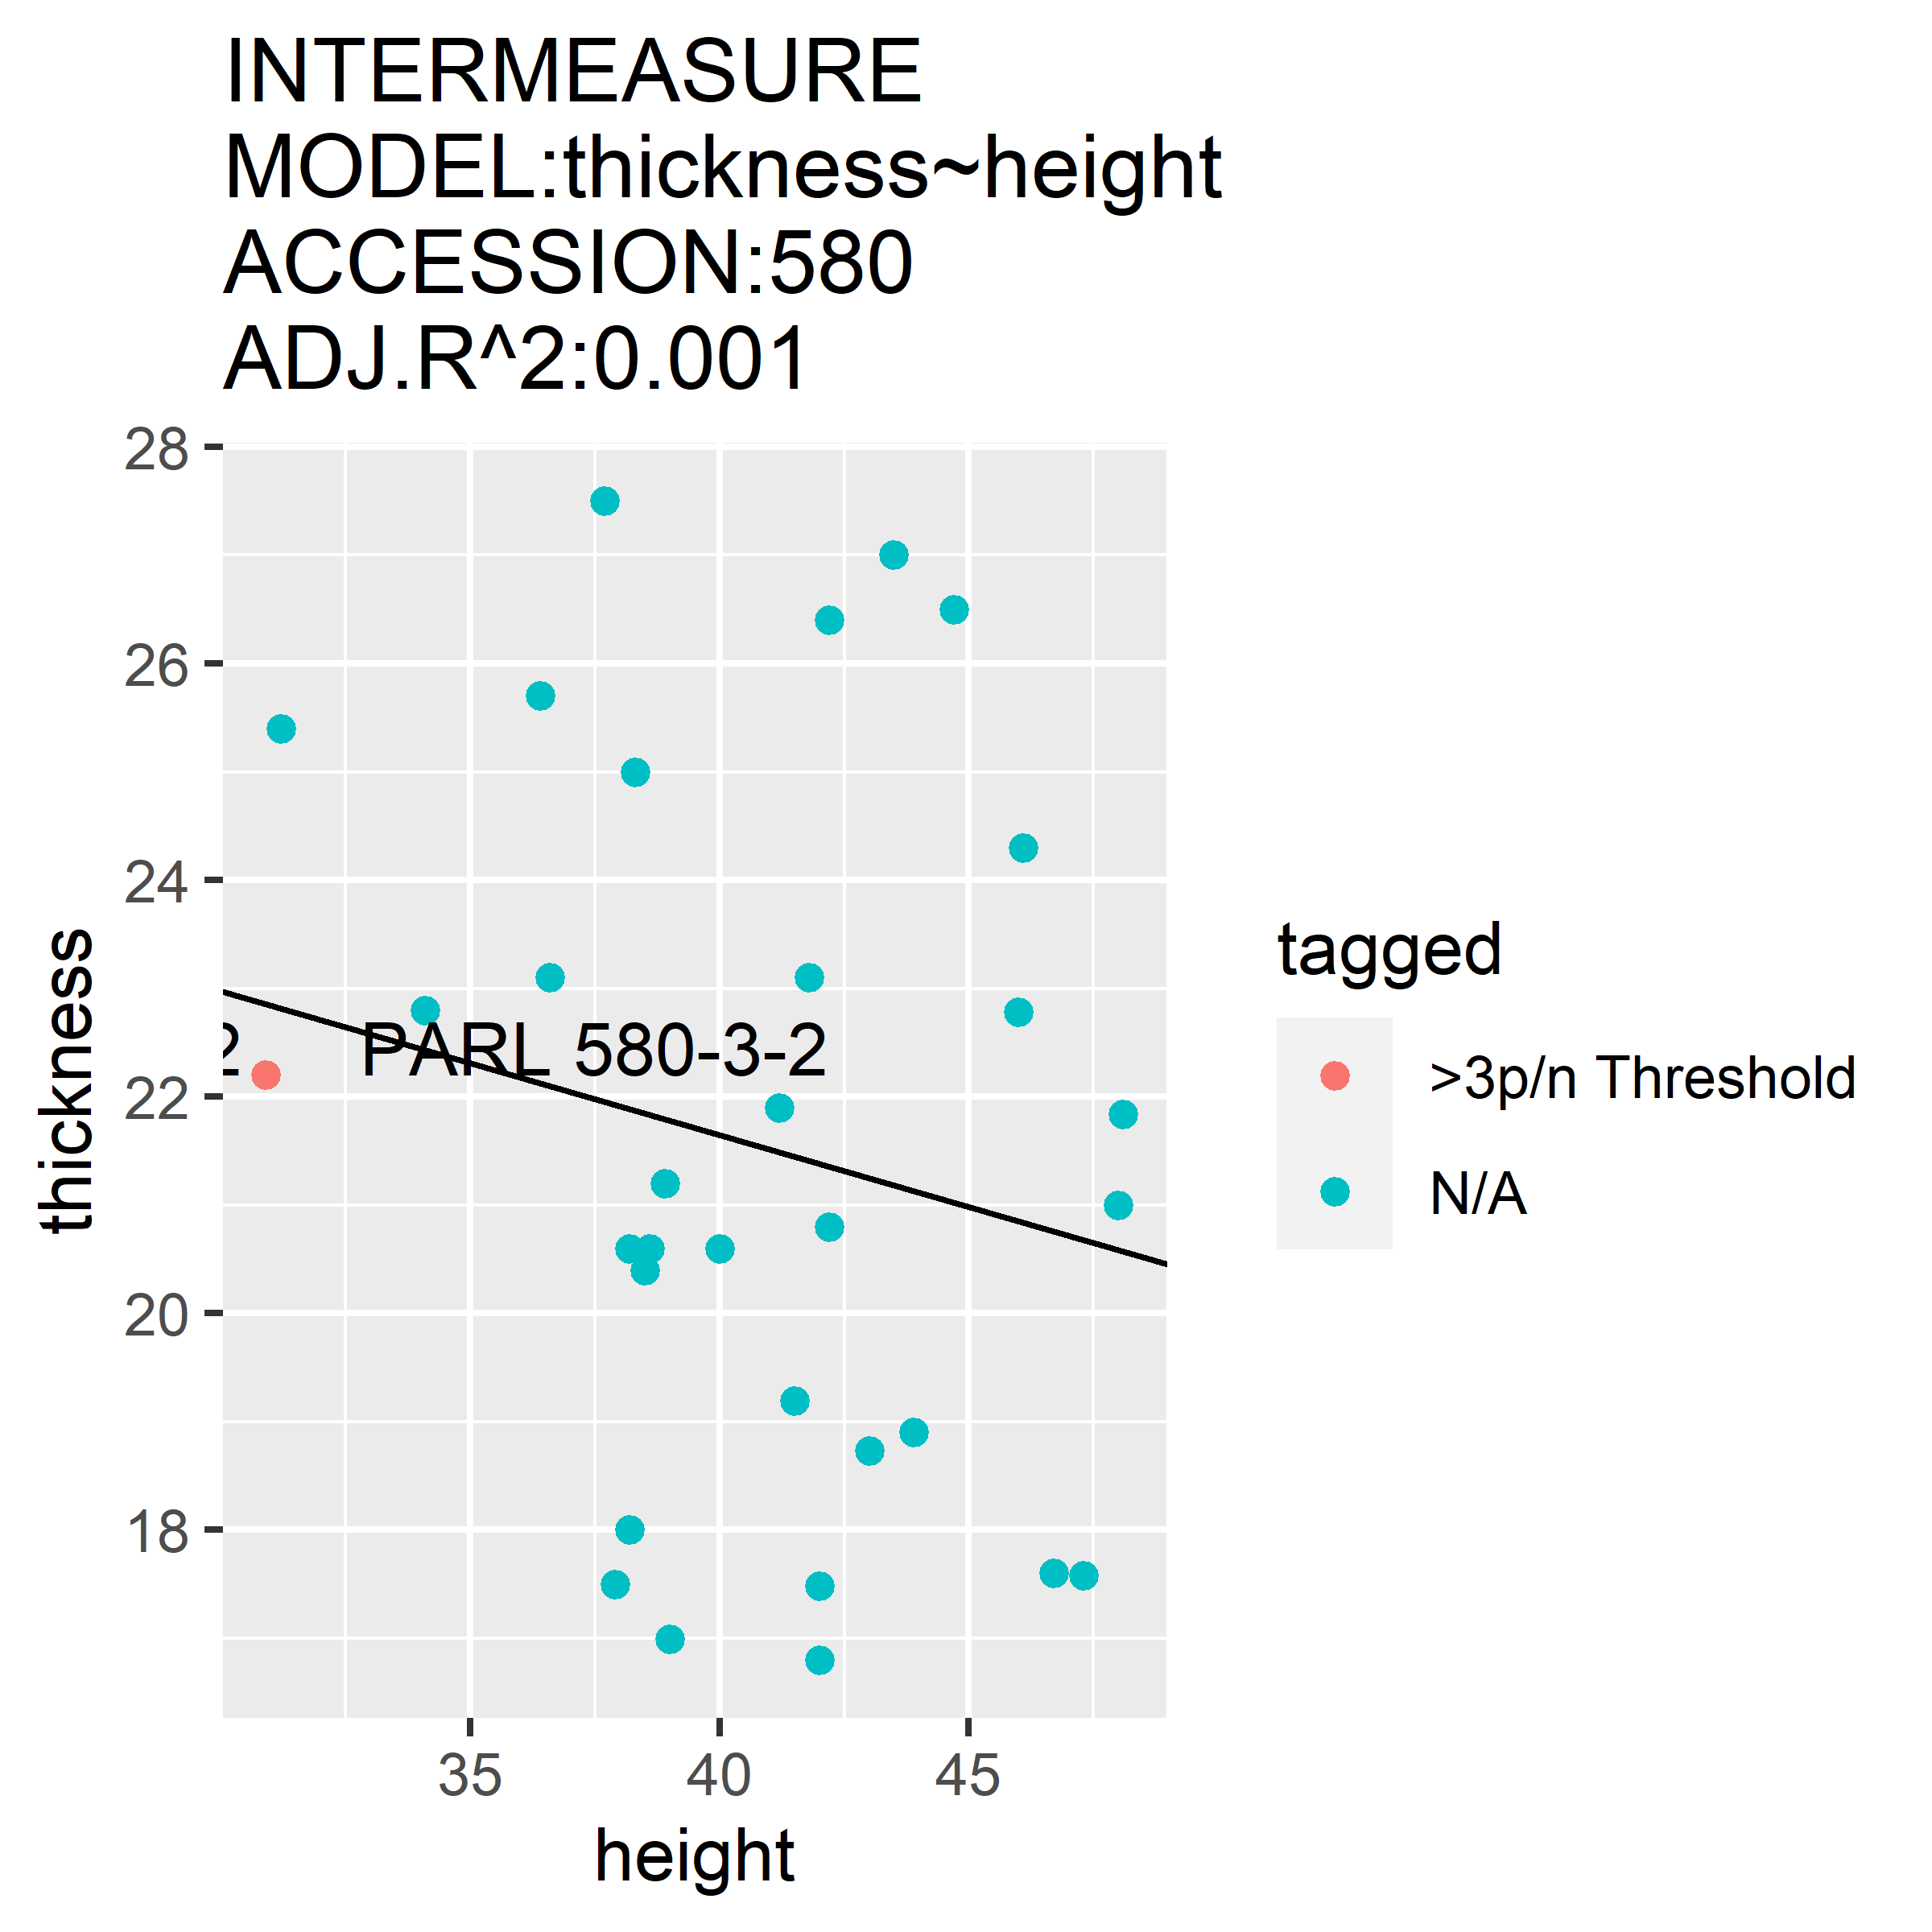 INTERMEASURE
MODEL:thickness~height
ACCESSION:580
ADJ.R^2:0.001
28
26
24
22
20
18
thickness
2
PARL 580-3-2
35
40
45
height
tagged
>3p/n Threshold
N/A